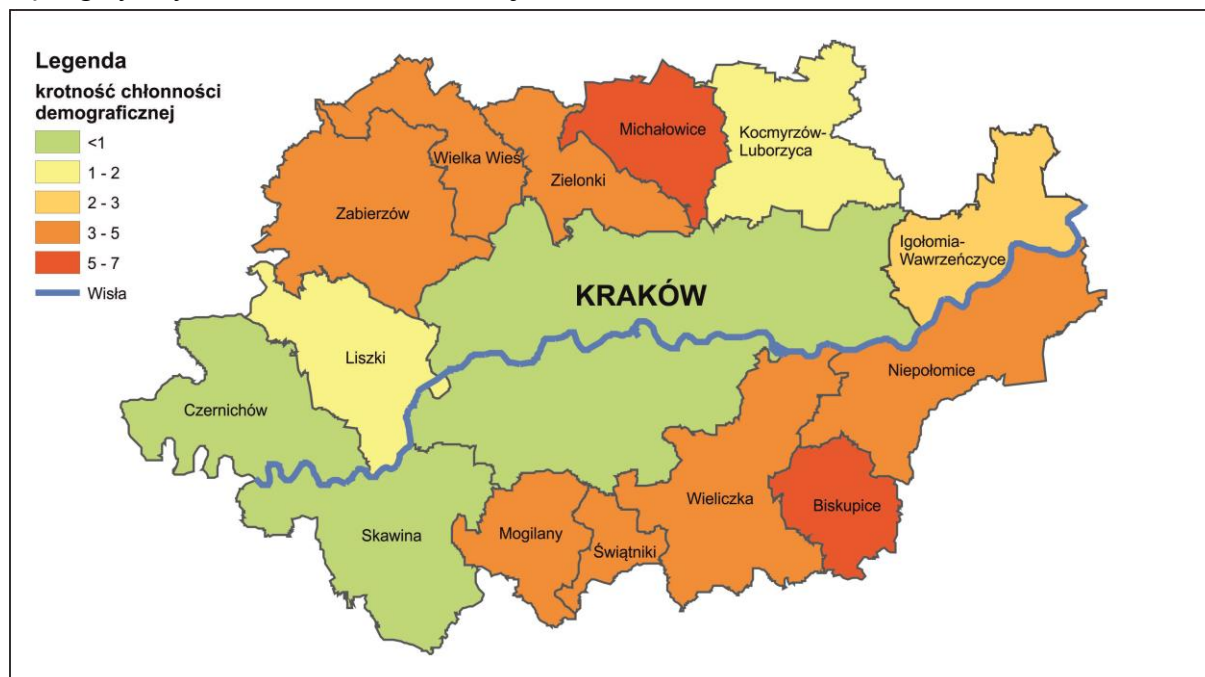 Legenda
krotność chłonności
demograficznej
<1
1 - 2
2 - 3
3 - 5
5 - 7
Wisła
Michałowice
Kocmyrzów-
Luborzyca
Wielka Wieś
Zielonki
Zabierzów
Igołomia-
Wawrzeńczyce
KRAKÓW
Liszki
Niepołomice
Czernichów
Wieliczka
Biskupice
Skawina
Mogilany
Świątniki